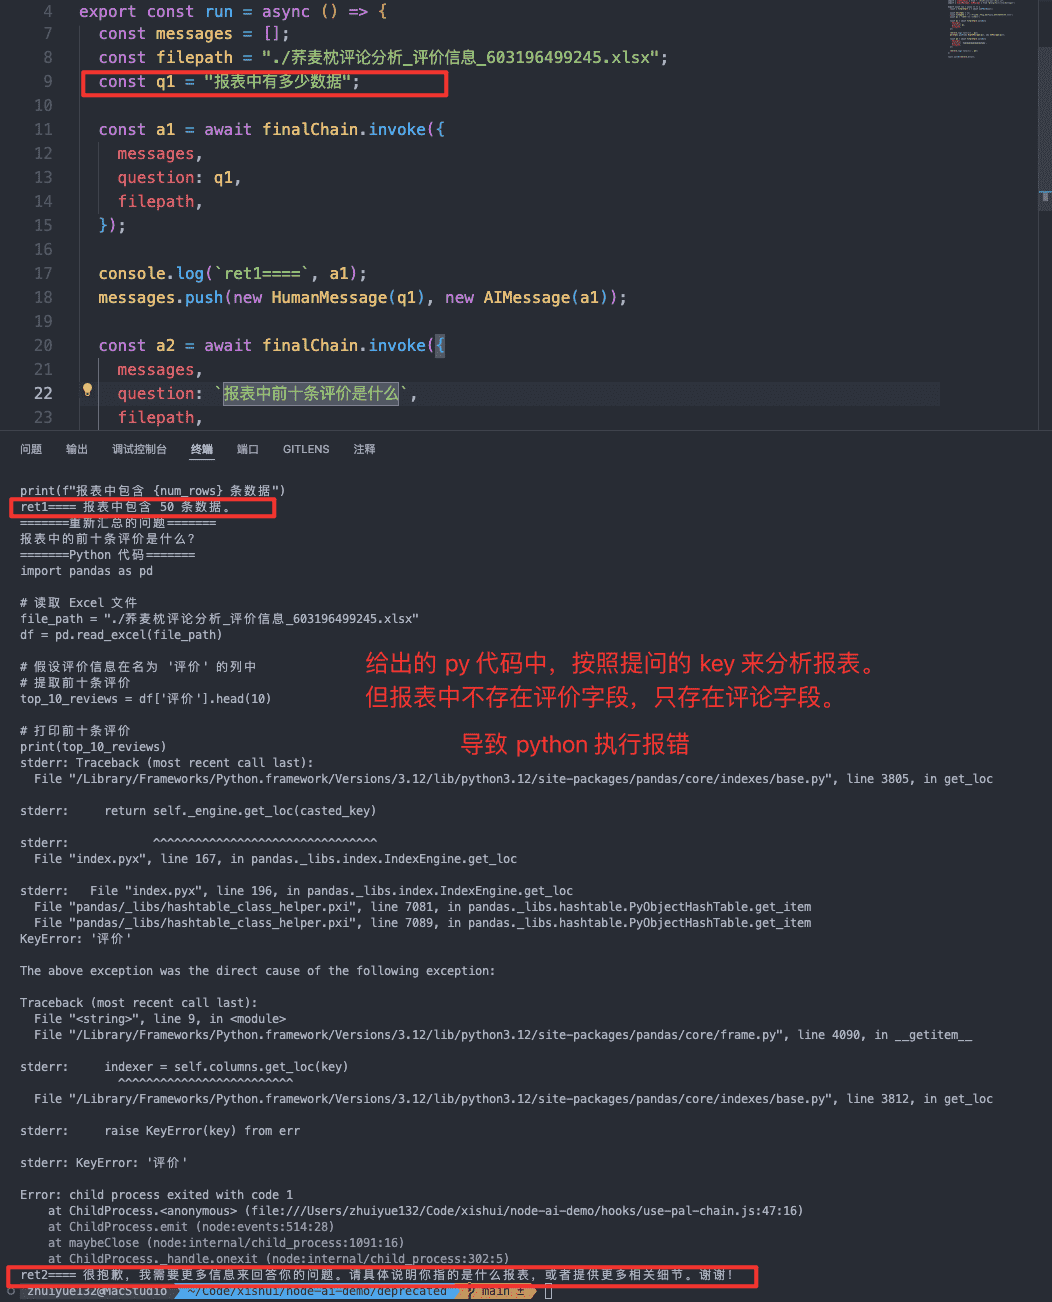 4 export const run = async () => {
7 const messages = [];
8 const filepath = "./荞麦枕评论分析_评价信息_603196499245.xlsx";
9 const q1 = "报表中有多少数据";
10
11 const a1 = await finalChain.invoke({
12 messages,
13 question: q1,
14 filepath,
15 });
16
17 console.log(`ret1====`, a1);
18 messages.push(new HumanMessage(q1), new AIMessage(a1));
19
20 const a2 = await finalChain.invoke({
21 messages,
22 question: `报表中前十条评价是什么`,
23 filepath,
问题 输出 调试控制台 终端 端口 GITLENS 注释
print(f"报表中包含 {num_rows} 条数据")
ret1==== 报表中包含 50 条数据。
=======重新汇总的问题=======
报表中的前十条评价是什么？
=======Python 代码=======
import pandas as pd
# 读取 Excel 文件
file_path = "./荞麦枕评论分析_评价信息_603196499245.xlsx"
df = pd.read_excel(file_path)
# 假设评价信息在名为 '评价' 的列中
# 提取前十条评价
top_10_reviews = df['评价'].head(10)
给出的 py 代码中，按照提问的 key 来分析报表。
但报表中不存在评价字段，只存在评论字段。
导致 python 执行报错
# 打印前十条评价
print(top_10_reviews)
stderr: Traceback (most recent call last):
File "/Library/Frameworks/Python.framework/Versions/3.12/lib/python3.12/site-packages/pandas/core/indexes/base.py", line 3805, in get_loc
stderr: return self._engine.get_loc(casted_key)
stderr: ^^^^^^^^^^^^^^^^^^^^^^^^^^^^^^^^
File "index.pyx", line 167, in pandas._libs.index.IndexEngine.get_loc
stderr: File "index.pyx", line 196, in pandas._libs.index.IndexEngine.get_loc
File "pandas/_libs/hashtable_class_helper.pxi", line 7081, in pandas._libs.hashtable.PyObjectHashTable.get_item
File "pandas/_libs/hashtable_class_helper.pxi", line 7089, in pandas._libs.hashtable.PyObjectHashTable.get_item
KeyError: '评价'
The above exception was the direct cause of the following exception:
Traceback (most recent call last):
File "<string>", line 9, in <module>
File "/Library/Frameworks/Python.framework/Versions/3.12/lib/python3.12/site-packages/pandas/core/frame.py", line 4090, in __getitem__
stderr: indexer = self.columns.get_loc(key)
^^^^^^^^^^^^^^^^^^^^^^^^^
File "/Library/Frameworks/Python.framework/Versions/3.12/lib/python3.12/site-packages/pandas/core/indexes/base.py", line 3812, in get_loc
stderr: raise KeyError(key) from err
stderr: KeyError: '评价'
Error: child process exited with code 1
at ChildProcess.<anonymous> (file:///Users/zhuiyue132/Code/xishui/node-ai-demo/hooks/use-pal-chain.js:47:16)
at ChildProcess.emit (node:events:514:28)
at maybeClose (node:internal/child_process:1091:16)
at ChildProcess._handle.onexit (node:internal/child_process:302:5)
ret2==== 很抱歉，我需要更多信息来回答你的问题。请具体说明你指的是什么报表，或者提供更多相关细节。谢谢！
zhuiyue132@MacStudio ~/Code/xishui/node-ai-demo/deprecated main ±